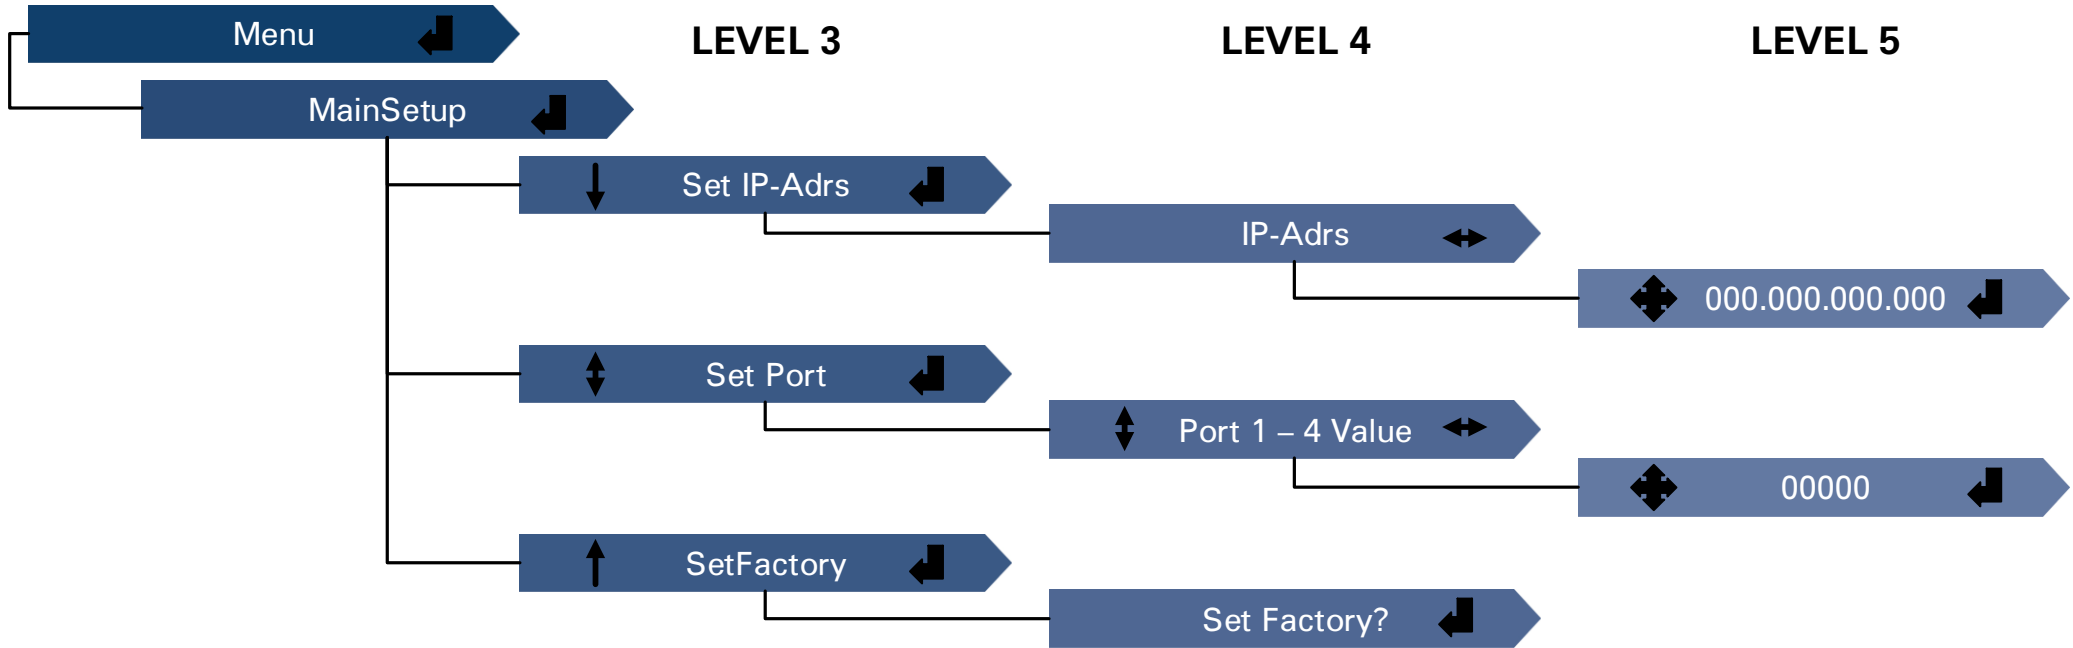 Menu
LEVEL 3
LEVEL 4
LEVEL 5
MainSetup
Set IP-Adrs
IP-Adrs
000.000.000.000
Set Port
Port 1 – 4 Value
00000
SetFactory
Set Factory?